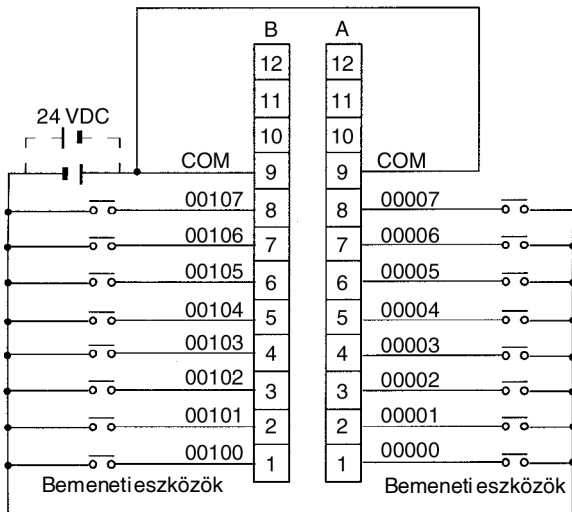 B A
12 12
11 11
24 VDC
10 10
COM 9 9 COM
00107 8 8 00007
00106 7 7 00006
00105 6 6 00005
00104 5 5 00004
00103 4 4 00003
00102 3 3 00002
00101 2 2 00001
00100 1 1 00000
Bemeneti eszközök Bemeneti eszközök